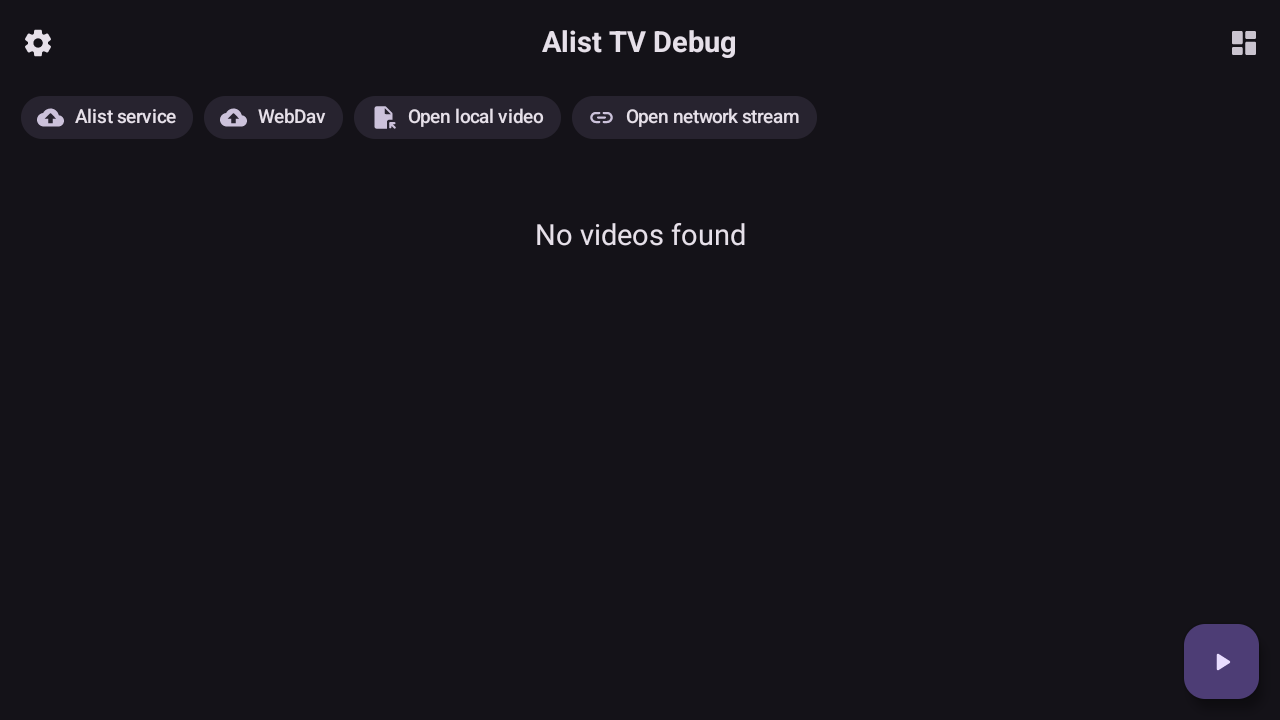 Alist TV Debug
Alist service
WebDav
Open local video
Open network stream
No videos found